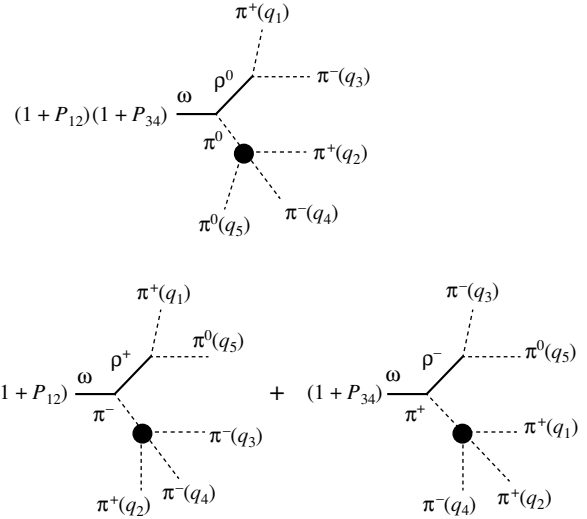 π⁺(q₁)
ρ⁰
π⁻(q₃)
ω
(1 + P₁₂)(1 + P₃₄)
π⁰
π⁺(q₂)
π⁰(q₅)
π⁻(q₄)
π⁺(q₁)
π⁻(q₃)
π⁰(q₅)
π⁰(q₅)
ρ⁺
ρ⁻
ω
ω
1 + P₁₂)
+
(1 + P₃₄)
π⁻
π⁺
π⁻(q₃)
π⁺(q₁)
π⁺(q₂)
π⁻(q₄)
π⁻(q₄)
π⁺(q₂)